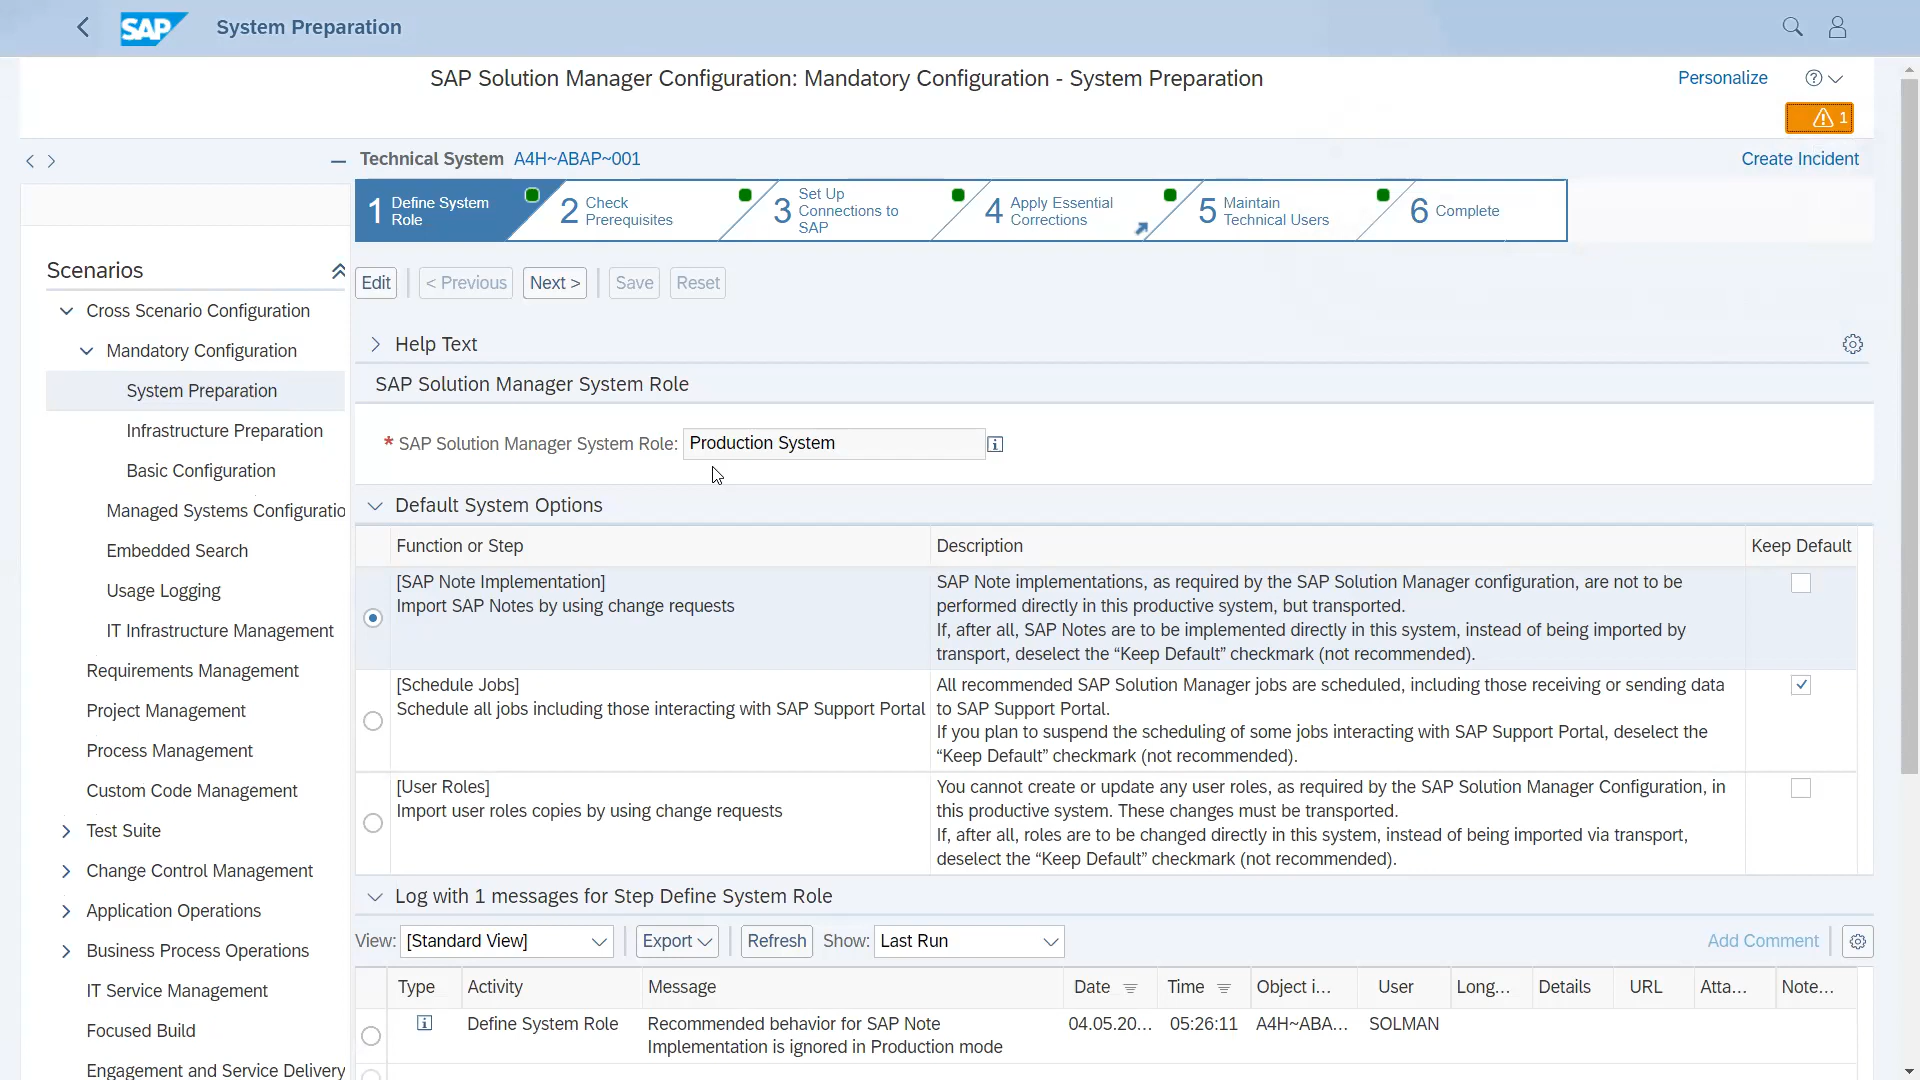 SAP System Preparation
SAP Solution Manager Configuration: Mandatory Configuration - System Preparation
Personalize
1
Technical System A4H~ABAP~001
Create Incident
1 Define System
Role
2 Check
Prerequisites
3 Set Up
Connections to
SAP
4 Apply Essential
Corrections
5 Maintain
Technical Users
6 Complete
Edit
< Previous
Next >
Save
Reset
Scenarios
Cross Scenario Configuration
Mandatory Configuration
System Preparation
Infrastructure Preparation
Basic Configuration
Managed Systems Configuratio
Embedded Search
Usage Logging
IT Infrastructure Management
Requirements Management
Project Management
Process Management
Custom Code Management
Test Suite
Change Control Management
Application Operations
Business Process Operations
IT Service Management
Focused Build
Engagement and Service Delivery
Help Text
SAP Solution Manager System Role
* SAP Solution Manager System Role: Production System
Default System Options
Function or Step
Description
Keep Default
[SAP Note Implementation]
Import SAP Notes by using change requests
SAP Note implementations, as required by the SAP Solution Manager configuration, are not to be
performed directly in this productive system, but transported.
If, after all, SAP Notes are to be implemented directly in this system, instead of being imported by
transport, deselect the “Keep Default” checkmark (not recommended).
[Schedule Jobs]
Schedule all jobs including those interacting with SAP Support Portal
All recommended SAP Solution Manager jobs are scheduled, including those receiving or sending data
to SAP Support Portal.
If you plan to suspend the scheduling of some jobs interacting with SAP Support Portal, deselect the
“Keep Default” checkmark (not recommended).
[User Roles]
Import user roles copies by using change requests
You cannot create or update any user roles, as required by the SAP Solution Manager Configuration, in
this productive system. These changes must be transported.
If, after all, roles are to be changed directly in this system, instead of being imported via transport,
deselect the “Keep Default” checkmark (not recommended).
Log with 1 messages for Step Define System Role
View: [Standard View]
Export
Refresh
Show: Last Run
Add Comment
Type
Activity
Message
Date
Time
Object i...
User
Long...
Details
URL
Atta...
Note...
Define System Role
Recommended behavior for SAP Note
Implementation is ignored in Production mode
04.05.20...
05:26:11
A4H~ABA...
SOLMAN